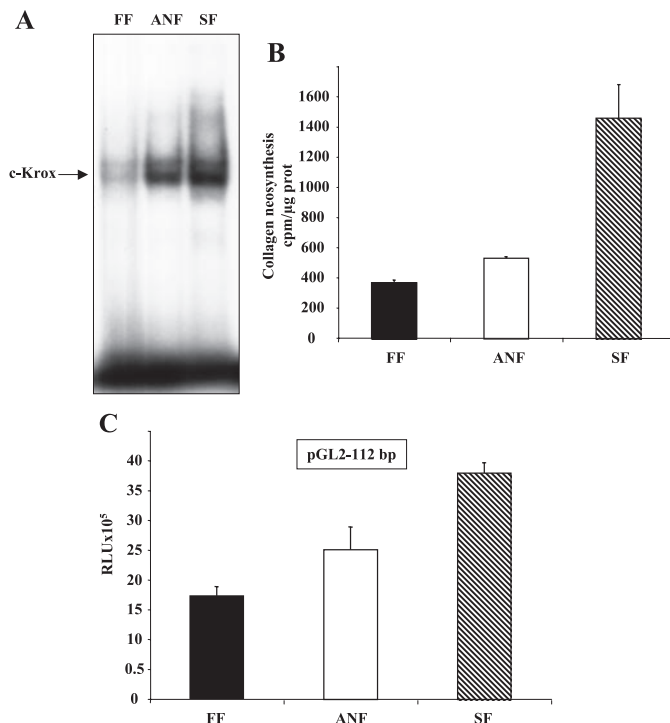 A
FF ANF SF
c-Krox
B
Collagen neosynthesis
cpm/µg prot
1600
1400
1200
1000
800
600
400
200
0
FF ANF SF
C
pGL2-112 bp
RLUx10⁵
40
35
30
25
20
15
10
0.5
0
FF ANF SF